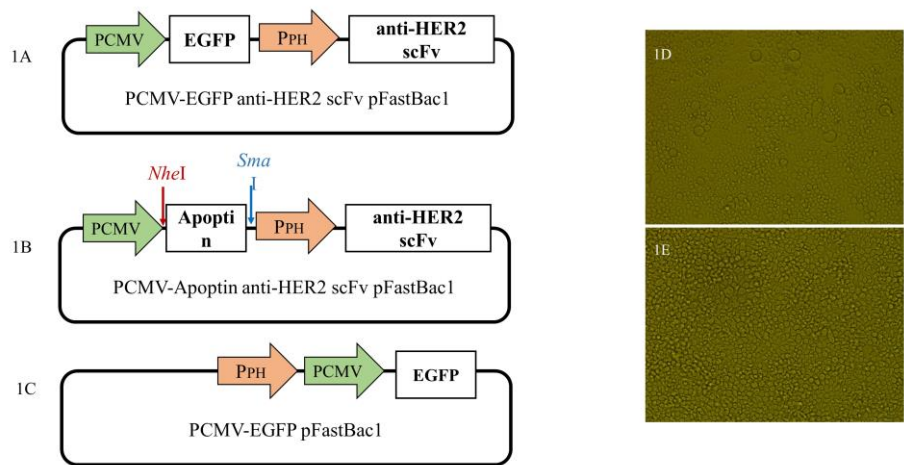 1A
PCMV
EGFP
PPH
anti-HER2
scFv
PCMV-EGFP anti-HER2 scFv pFastBac1
NheI
Sma
I
1B
PCMV
Apopti
n
PPH
anti-HER2
scFv
PCMV-Apoptin anti-HER2 scFv pFastBac1
1C
PPH
PCMV
EGFP
PCMV-EGFP pFastBac1
1D
1E